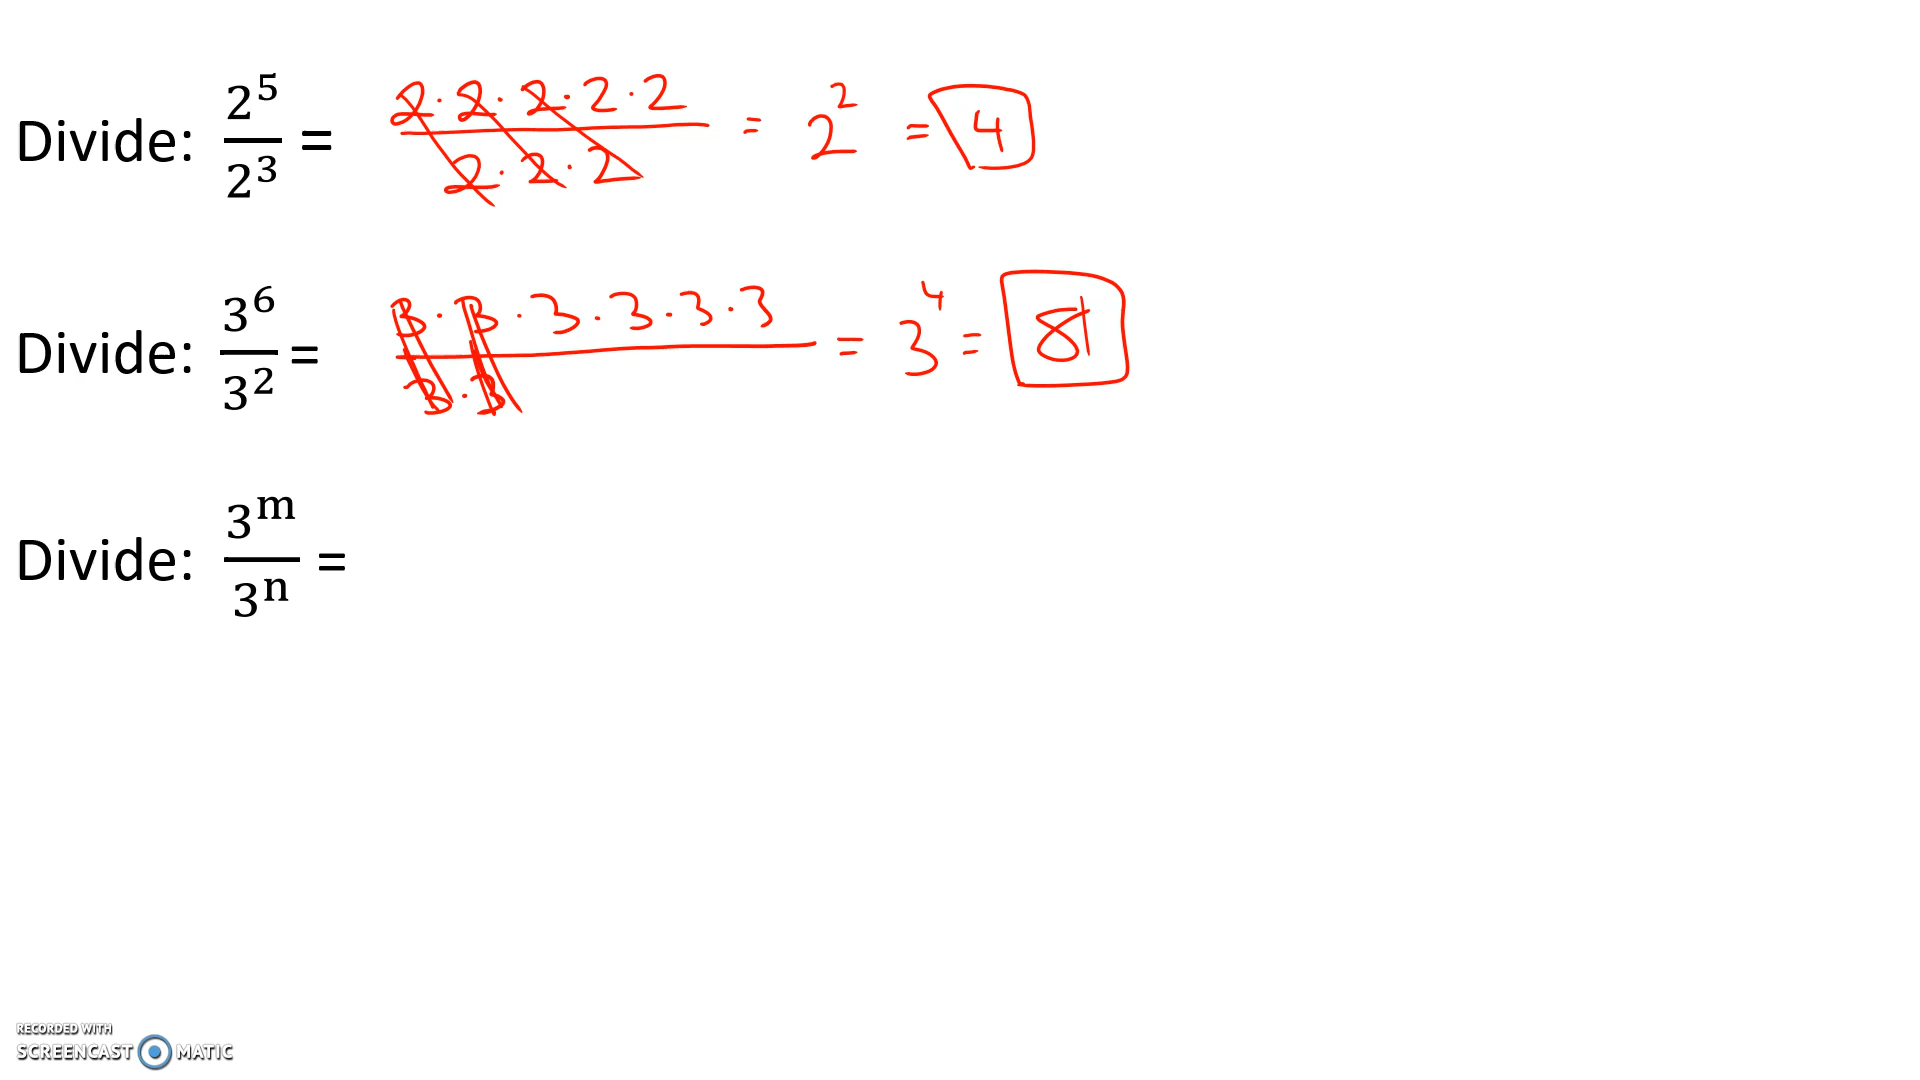 Divide: 2^5/2^3 = 2·2·2·2·2/2·2·2 = 2^2 = 4
Divide: 3^6/3^2 = 3·3·3·3·3·3/3·3 = 3^4 = 81
Divide: 3^m/3^n =
RECORDED WITH
SCREENCAST MATIC